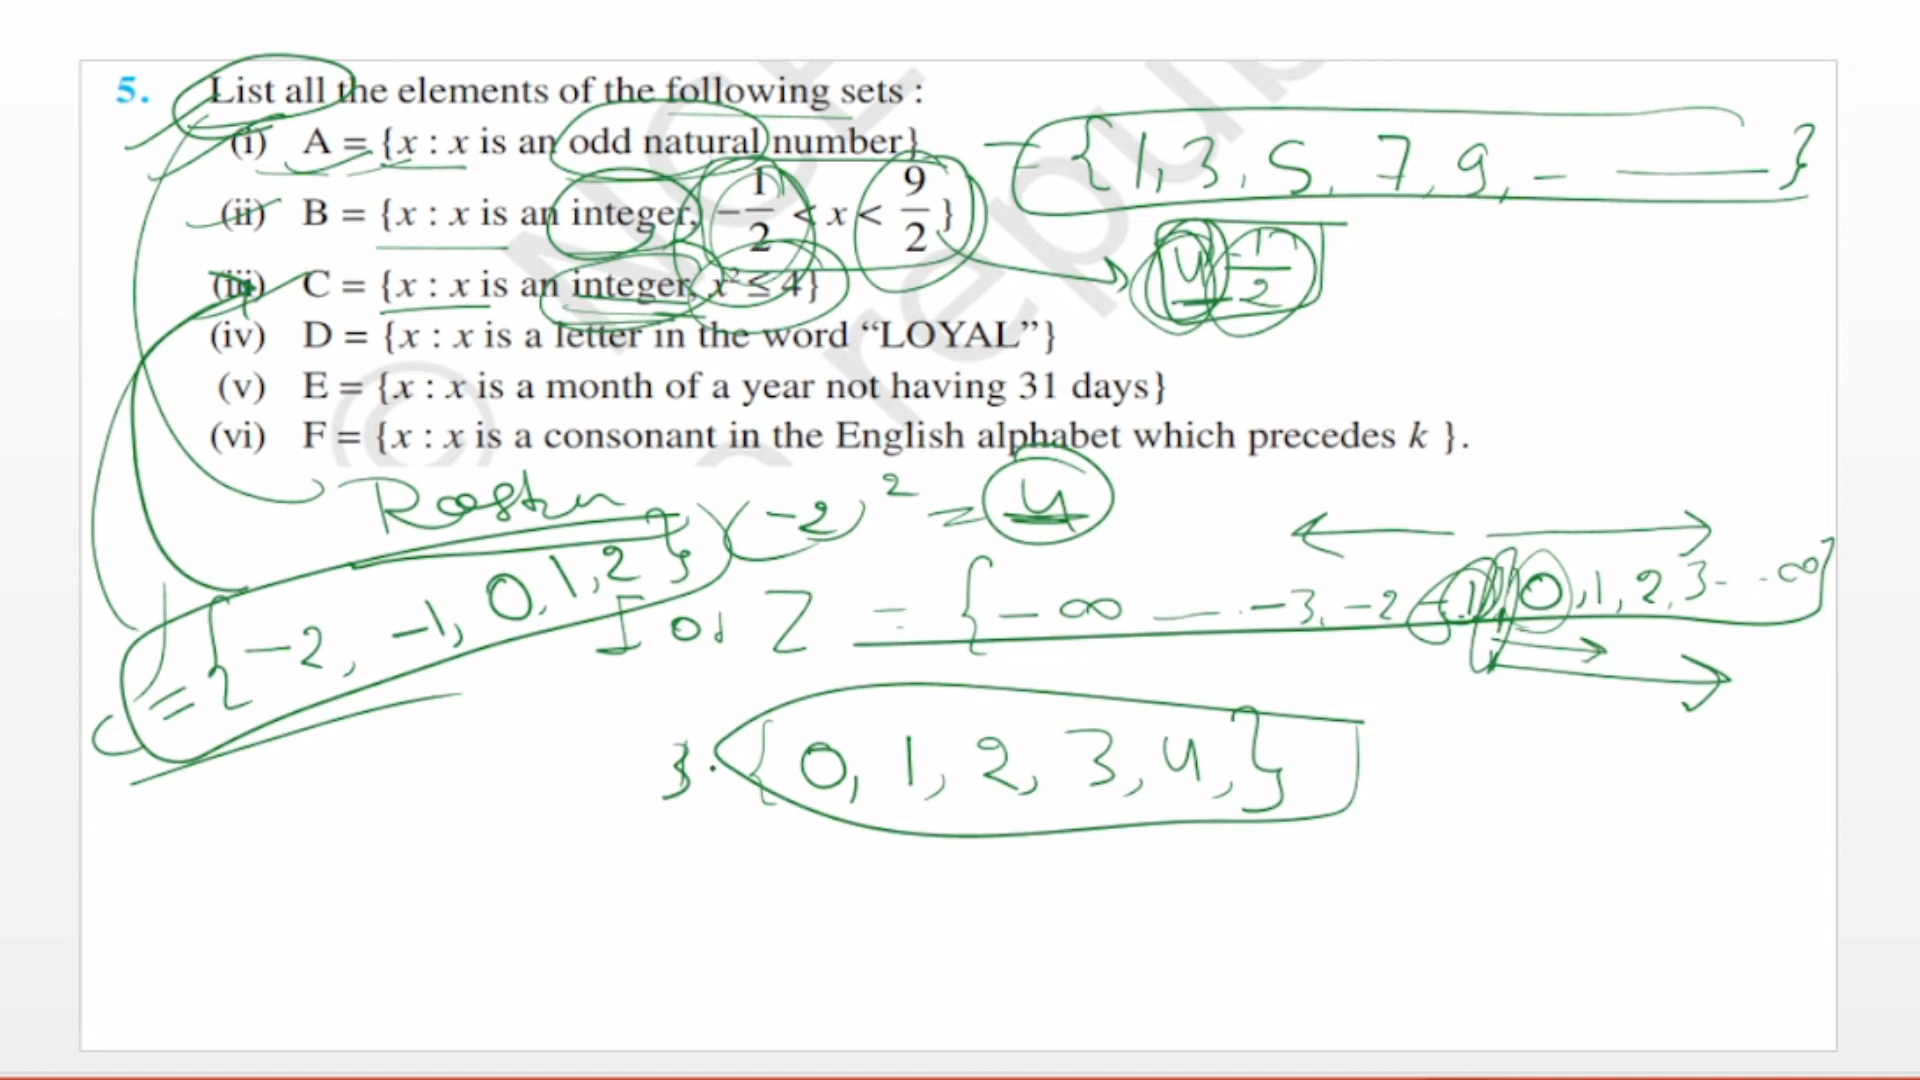 5. List all the elements of the following sets :
(i) A = {x : x is an odd natural number}
= {1, 3, 5, 7, 9, - — }
(ii) B = {x : x is an integer, -1/2 < x < 9/2}
4 1/2
(iii) C = {x : x is an integer, x² ≤ 4}
(iv) D = {x : x is a letter in the word “LOYAL”}
(v) E = {x : x is a month of a year not having 31 days}
(vi) F = {x : x is a consonant in the English alphabet which precedes k }.
(-2)² = 4
= {-2, -1, 0, 1, 2}
I or Z = {-∞ — -3, -2, -1, 0, 1, 2, 3 - - ∞}
{0, 1, 2, 3, 4, }